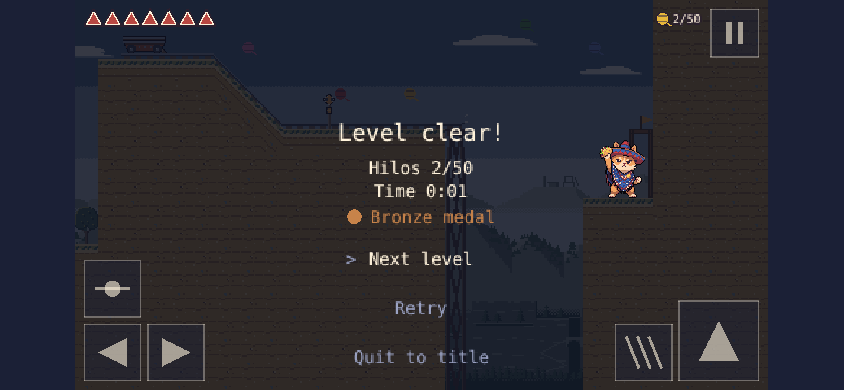 2/50
Level clear!
Hilos 2/50
Time 0:01
Bronze medal
> Next level
Retry
Quit to title